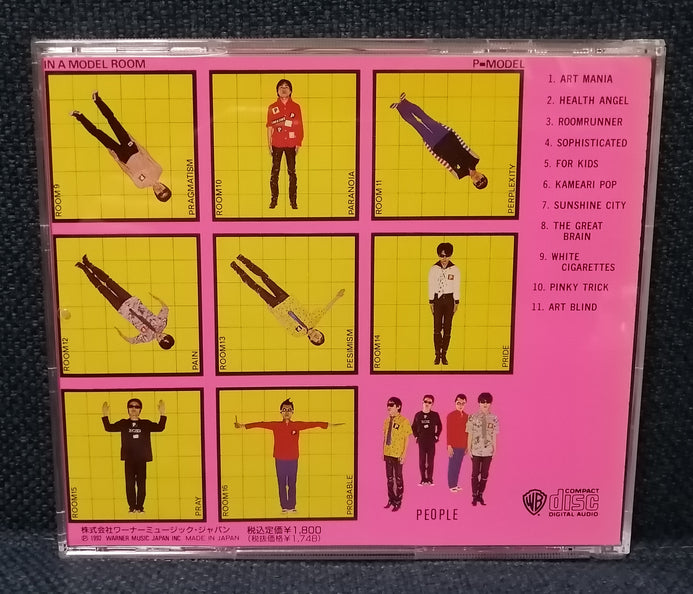 IN A MODEL ROOM
P=MODEL
ROOM9
PRAGMATISM
ROOM10
PARANOIA
ROOM11
PERPLEXITY
ROOM12
PAIN
ROOM13
PESIMISM
ROOM14
PRIDE
ROOM15
PRAY
ROOM16
PROBABLE
PEOPLE
1. ART MANIA
2. HEALTH ANGEL
3. ROOMRUNNER
4. SOPHISTICATED
5. FOR KIDS
6. KAMEARI POP
7. SUNSHINE CITY
8. THE GREAT
BRAIN
9. WHITE
CIGARETTES
10. PINKY TRICK
11. ART BLIND
WB
COMPACT
disc
DIGITAL AUDIO
株式会社ワーナーミュージック・ジャパン 税込定価¥1,800
℗ 1992 WARNER MUSIC JAPAN INC MADE IN JAPAN (税抜価格¥1,748)